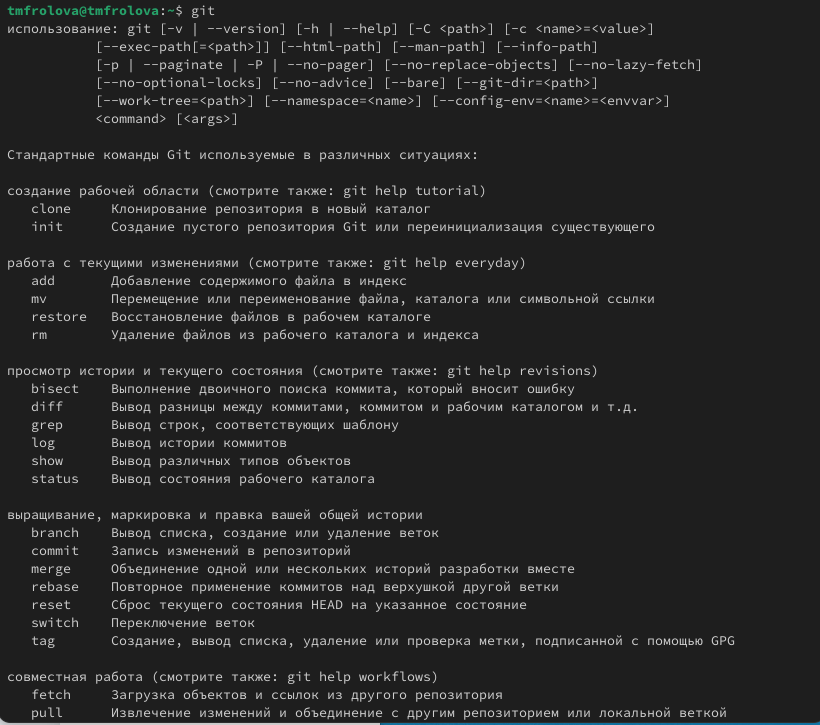 tmfrolova@tmfrolova:~$ git
использование: git [-v | --version] [-h | --help] [-C <path>] [-c <name>=<value>]
           [--exec-path[=<path>]] [--html-path] [--man-path] [--info-path]
           [-p | --paginate | -P | --no-pager] [--no-replace-objects] [--no-lazy-fetch]
           [--no-optional-locks] [--no-advice] [--bare] [--git-dir=<path>]
           [--work-tree=<path>] [--namespace=<name>] [--config-env=<name>=<envvar>]
           <command> [<args>]

Стандартные команды Git используемые в различных ситуациях:

создание рабочей области (смотрите также: git help tutorial)
   clone     Клонирование репозитория в новый каталог
   init      Создание пустого репозитория Git или переинициализация существующего

работа с текущими изменениями (смотрите также: git help everyday)
   add       Добавление содержимого файла в индекс
   mv        Перемещение или переименование файла, каталога или символьной ссылки
   restore   Восстановление файлов в рабочем каталоге
   rm        Удаление файлов из рабочего каталога и индекса

просмотр истории и текущего состояния (смотрите также: git help revisions)
   bisect    Выполнение двоичного поиска коммита, который вносит ошибку
   diff      Вывод разницы между коммитами, коммитом и рабочим каталогом и т.д.
   grep      Вывод строк, соответствующих шаблону
   log       Вывод истории коммитов
   show      Вывод различных типов объектов
   status    Вывод состояния рабочего каталога

выращивание, маркировка и правка вашей общей истории
   branch    Вывод списка, создание или удаление веток
   commit    Запись изменений в репозиторий
   merge     Объединение одной или нескольких историй разработки вместе
   rebase    Повторное применение коммитов над верхушкой другой ветки
   reset     Сброс текущего состояния HEAD на указанное состояние
   switch    Переключение веток
   tag       Создание, вывод списка, удаление или проверка метки, подписанной с помощью GPG

совместная работа (смотрите также: git help workflows)
   fetch     Загрузка объектов и ссылок из другого репозитория
   pull      Извлечение изменений и объединение с другим репозиторием или локальной веткой